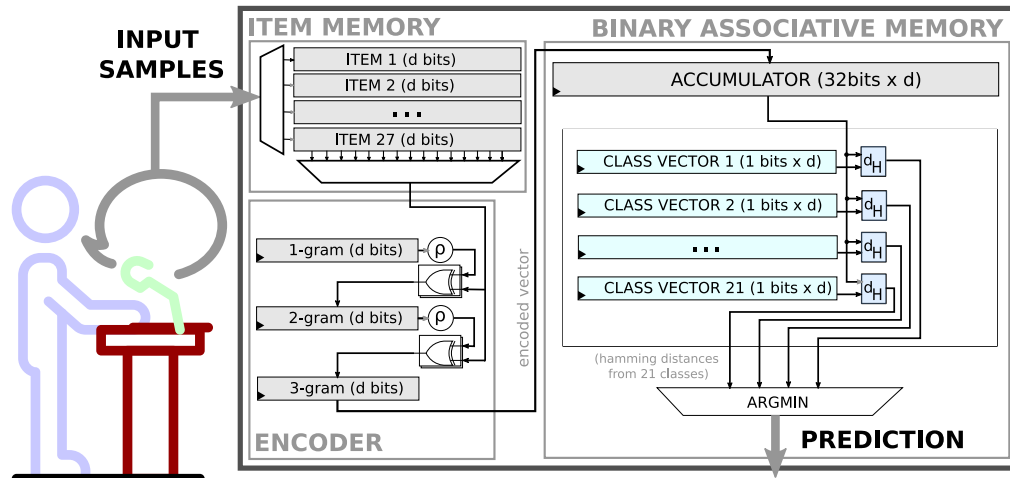 INPUT
SAMPLES
ITEM MEMORY
ITEM 1 (d bits)
ITEM 2 (d bits)
...
ITEM 27 (d bits)
ENCODER
1-gram (d bits)
ρ
2-gram (d bits)
ρ
3-gram (d bits)
encoded vector
BINARY ASSOCIATIVE MEMORY
ACCUMULATOR (32bits x d)
CLASS VECTOR 1 (1 bits x d)
dH
CLASS VECTOR 2 (1 bits x d)
dH
...
dH
CLASS VECTOR 21 (1 bits x d)
dH
(hamming distances
from 21 classes)
ARGMIN
PREDICTION